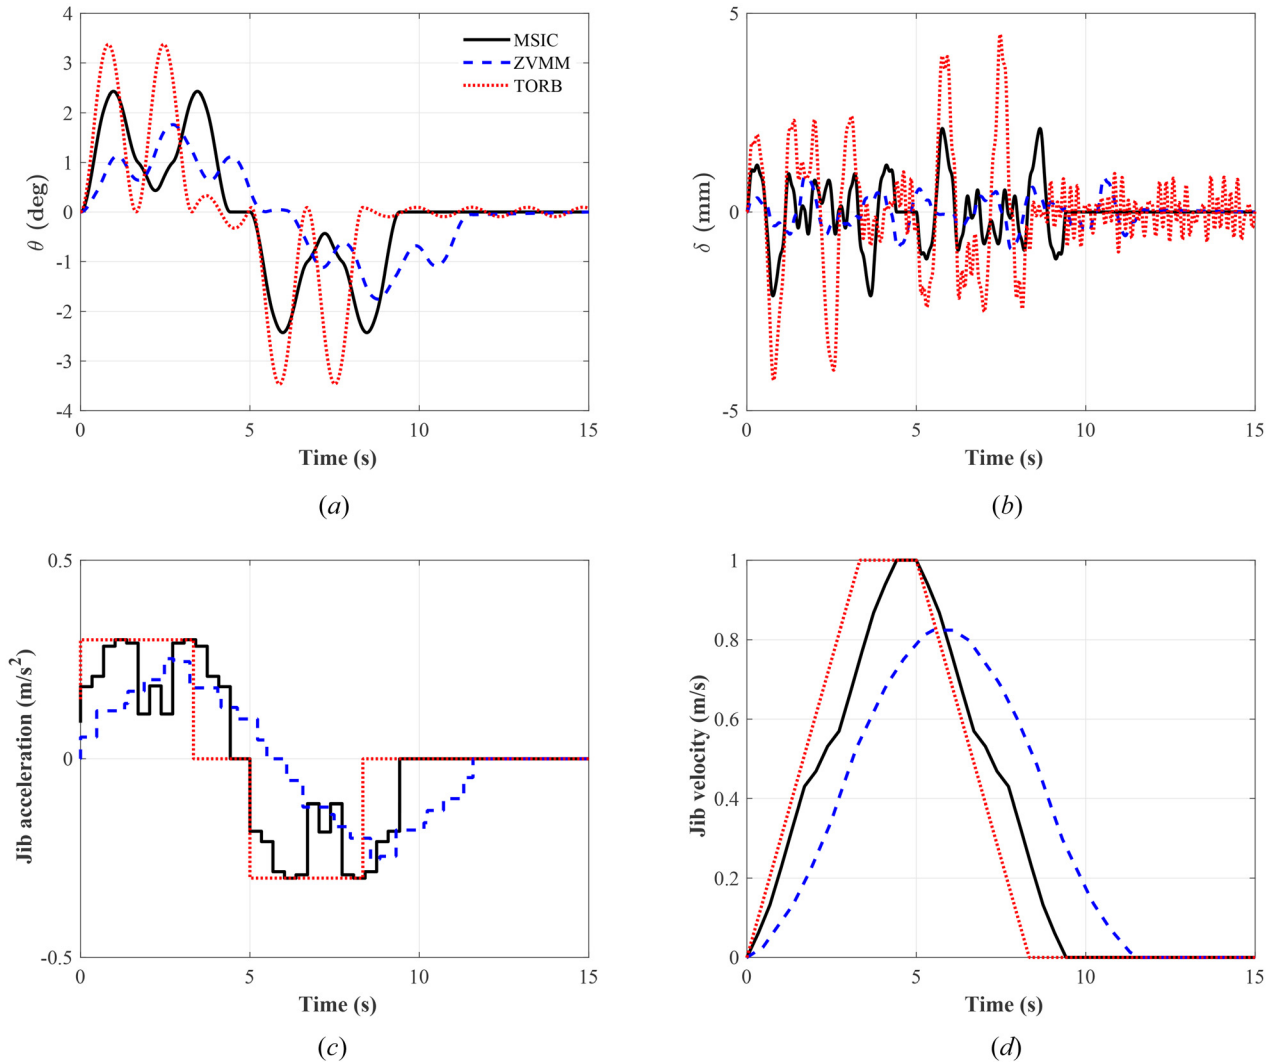 4
3
2
1
0
-1
-2
-3
-4
θ (deg)
MSIC
ZVMM
TORB
0 5 10 15
Time (s)
(a)
5
0
-5
δ (mm)
0 5 10 15
Time (s)
(b)
0.5
0
-0.5
Jib acceleration (m/s²)
0 5 10 15
Time (s)
(c)
1
0.8
0.6
0.4
0.2
0
Jib velocity (m/s)
0 5 10 15
Time (s)
(d)